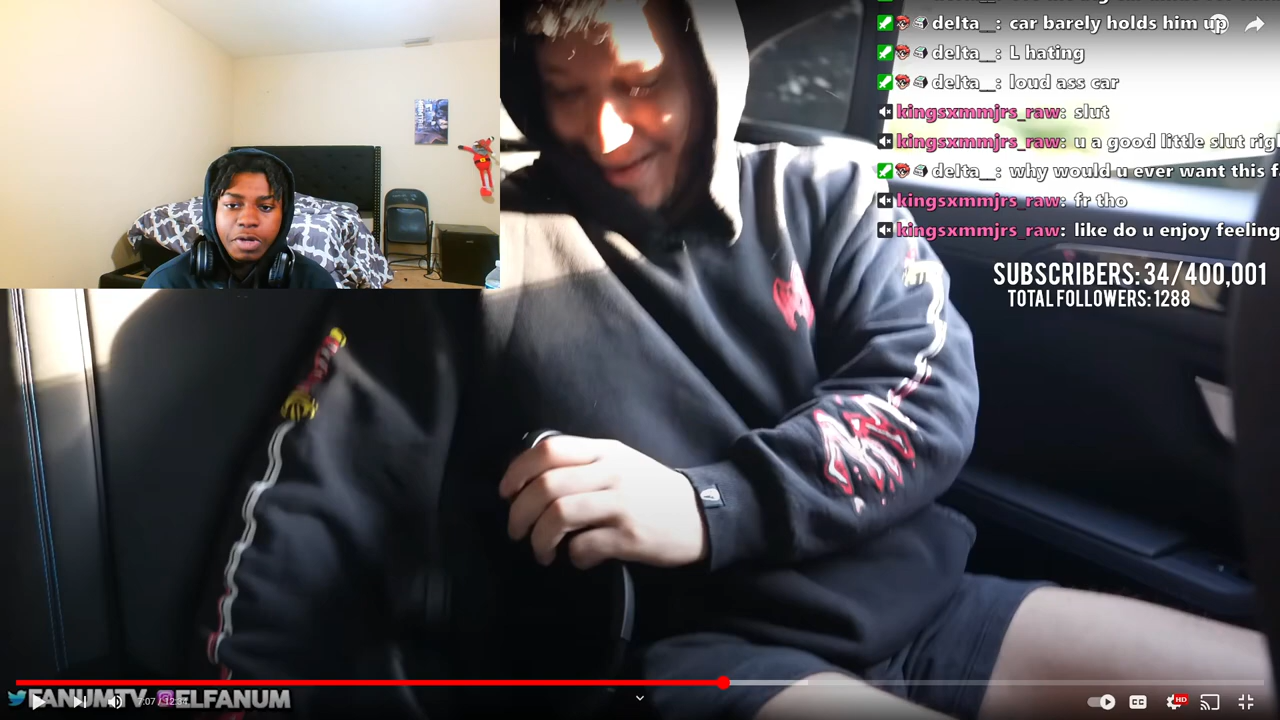 delta__: car barely holds him up
delta__: L hating
delta__: loud ass car
kingsxmmjrs_raw: slut
kingsxmmjrs_raw: u a good little slut rig
delta__: why would u ever want this f
kingsxmmjrs_raw: fr tho
kingsxmmjrs_raw: like do u enjoy feeling
SUBSCRIBERS: 34/400,001
TOTAL FOLLOWERS: 1288
FANUMTV @ELFANUM
CC
HD